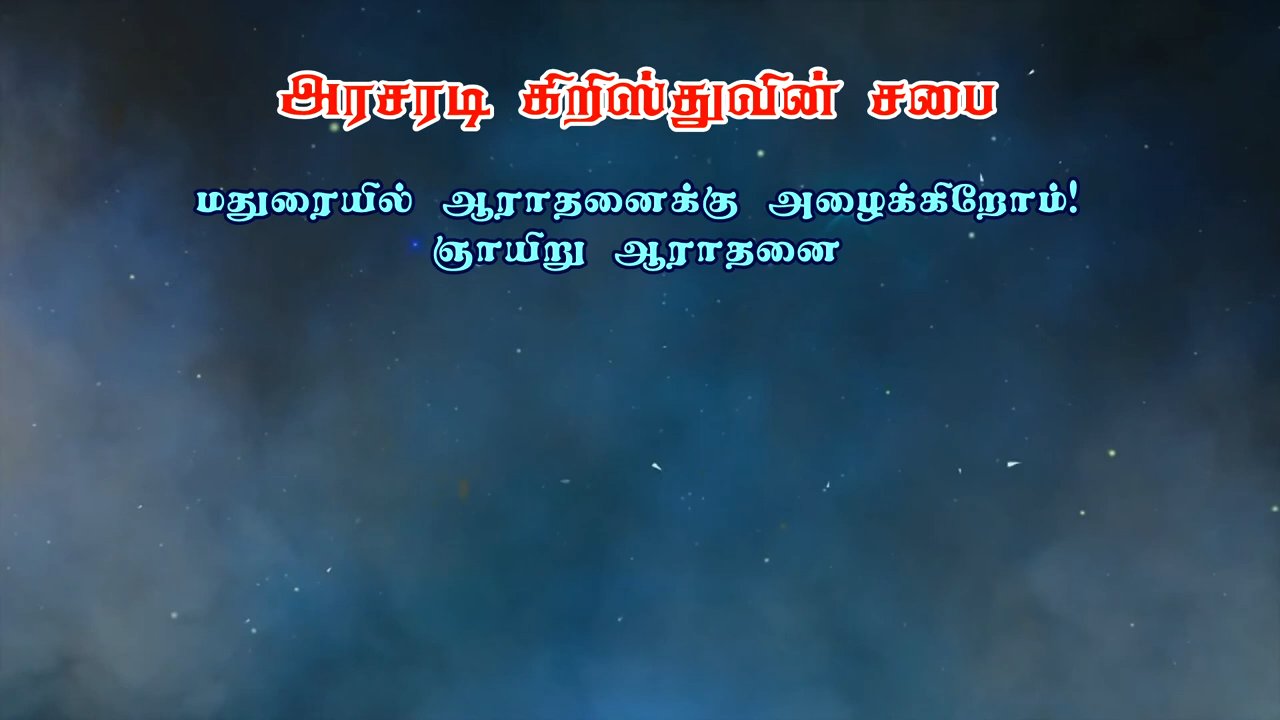 அரசரடி கிறிஸ்துவின் சபை
மதுரையில் ஆராதனைக்கு அழைக்கிறோம்!
ஞாயிறு ஆராதனை